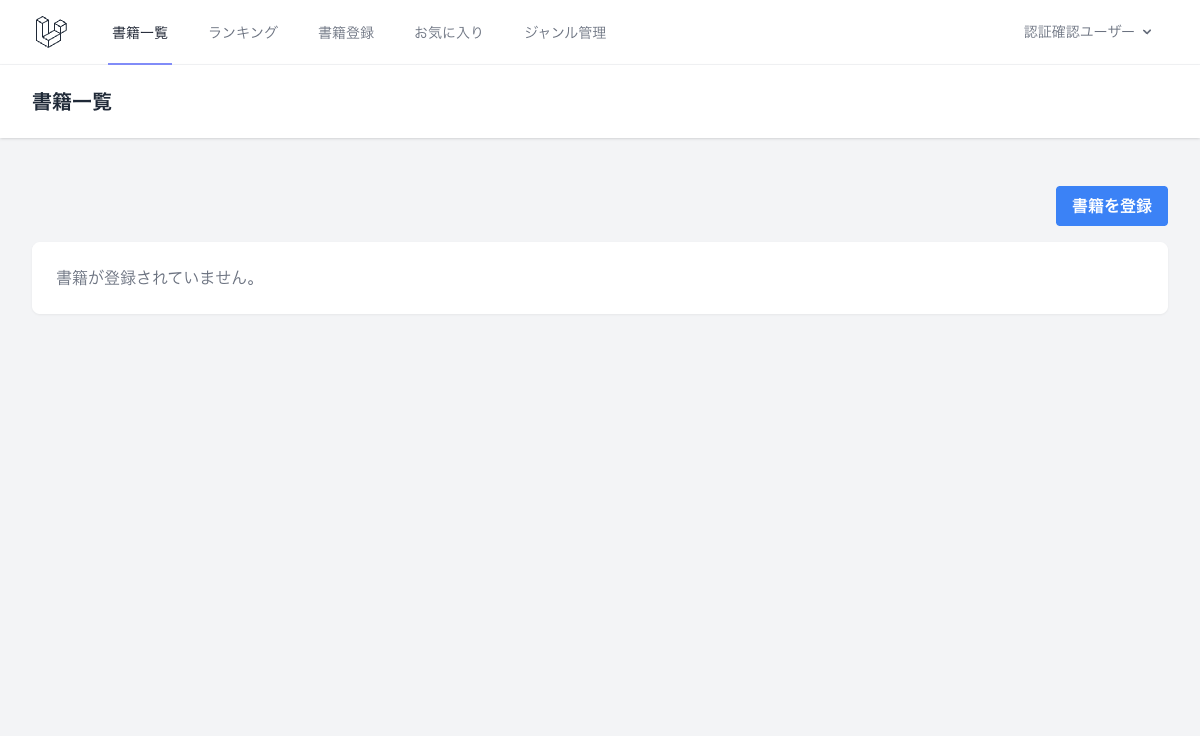 書籍一覧 ランキング 書籍登録 お気に入り ジャンル管理 認証確認ユーザー
書籍一覧
書籍を登録
書籍が登録されていません。